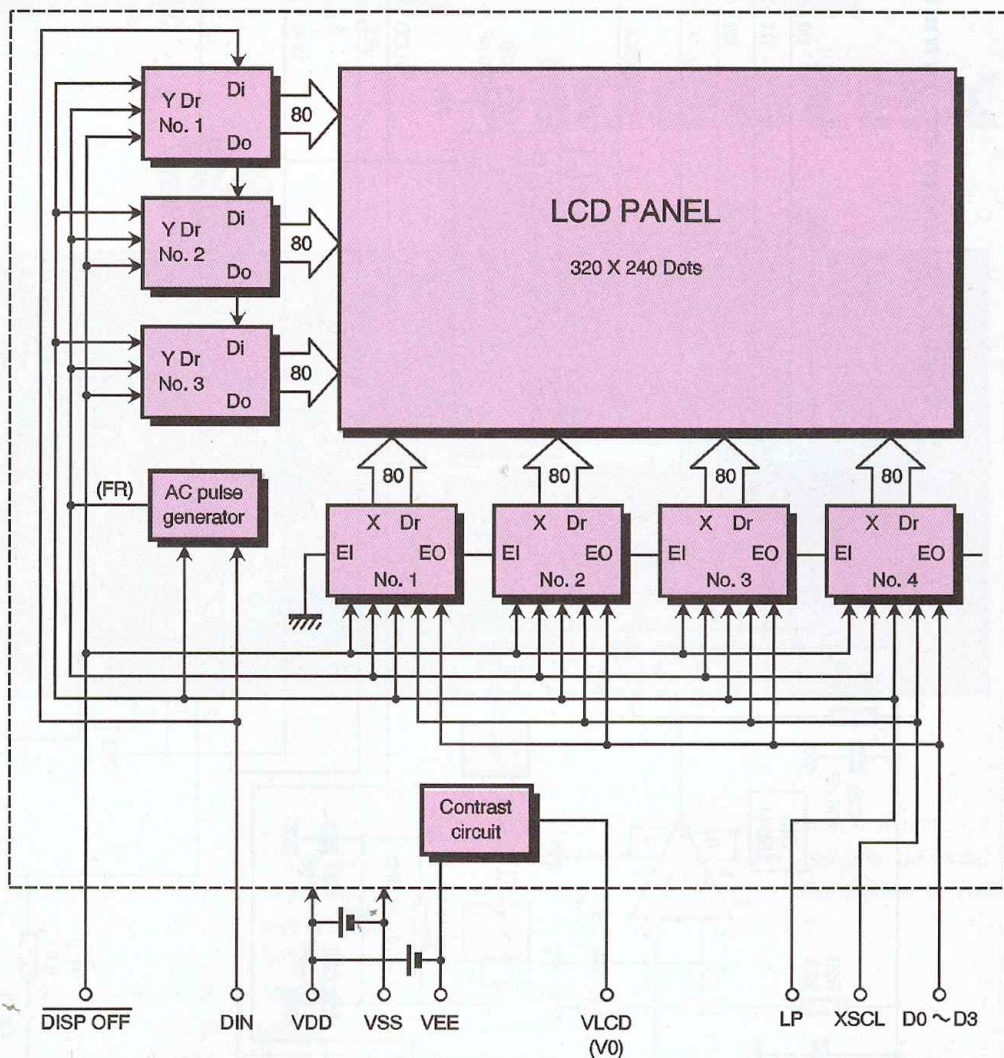 Y Dr
No. 1
Di
Do
80
Y Dr
No. 2
Di
Do
80
Y Dr
No. 3
Di
Do
80
LCD PANEL
320 X 240 Dots
(FR)
AC pulse
generator
80
80
80
80
X Dr
EI
EO
No. 1
X Dr
EI
EO
No. 2
X Dr
EI
EO
No. 3
X Dr
EI
EO
No. 4
Contrast
circuit
DISP OFF
DIN
VDD
VSS
VEE
VLCD
(V0)
LP
XSCL
D0 ～ D3